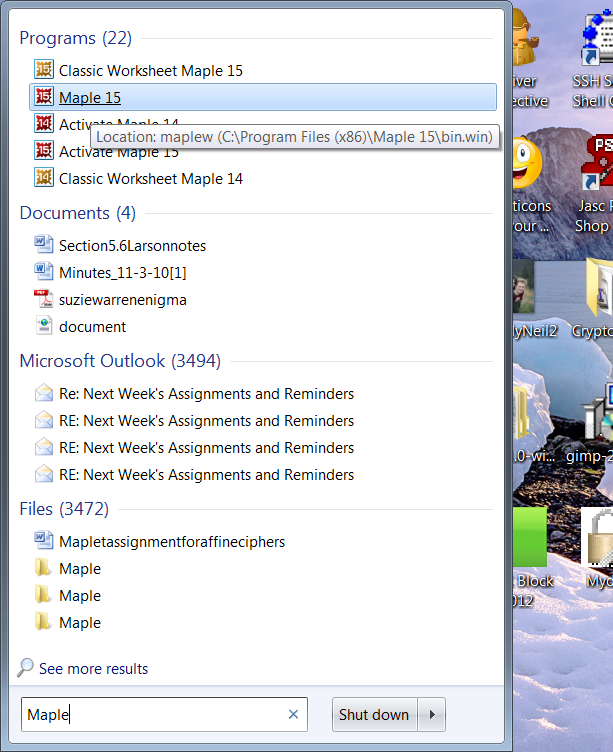 Programs (22)
Classic Worksheet Maple 15
Maple 15
Activate Maple 14
Location: maplew (C:\Program Files (x86)\Maple 15\bin.win)
Activate Maple 15
Classic Worksheet Maple 14
Documents (4)
Section5.6Larsonnotes
Minutes_11-3-10[1]
suziewarrenenigma
document
Microsoft Outlook (3494)
Re: Next Week's Assignments and Reminders
RE: Next Week's Assignments and Reminders
RE: Next Week's Assignments and Reminders
RE: Next Week's Assignments and Reminders
Files (3472)
Mapletassignmentforaffineciphers
Maple
Maple
Maple
See more results
Maple
Shut down
iver
ective
SSH S
Shell C
ticons
your ...
PS
Jasc P
Shop
lyNeil2
Crypto
.0-wi...
gimp-2
Block
012